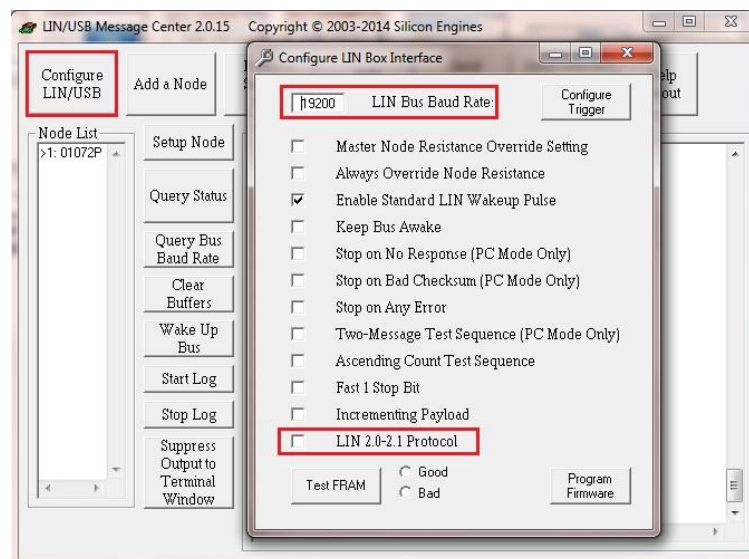 LIN/USB Message Center 2.0.15 Copyright © 2003-2014 Silicon Engines
Configure
LIN/USB
Add a Node
Node List
>1: 01072P
Setup Node
Query Status
Query Bus
Baud Rate
Clear
Buffers
Wake Up
Bus
Start Log
Stop Log
Suppress
Output to
Terminal
Window
Configure LIN Box Interface
19200 LIN Bus Baud Rate:
Configure
Trigger
Master Node Resistance Override Setting
Always Override Node Resistance
Enable Standard LIN Wakeup Pulse
Keep Bus Awake
Stop on No Response (PC Mode Only)
Stop on Bad Checksum (PC Mode Only)
Stop on Any Error
Two-Message Test Sequence (PC Mode Only)
Ascending Count Test Sequence
Fast 1 Stop Bit
Incrementing Payload
LIN 2.0-2.1 Protocol
Test FRAM
Good
Bad
Program
Firmware
elp
out